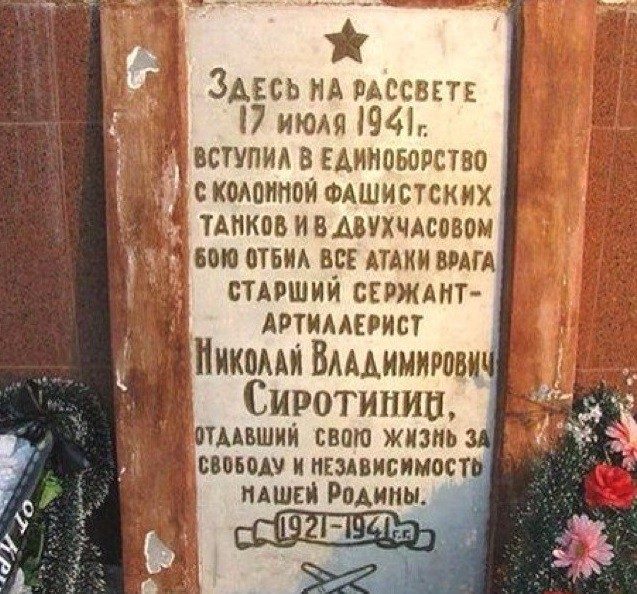 Здесь на рассвете
17 июля 1941г.
вступил в единоборство
с колонной фашистских
танков и в двухчасовом
бою отбил все атаки врага
старший сержант-
артиллерист
Николай Владимирович
Сиротинин,
отдавший свою жизнь за
свободу и независимость
нашей Родины.
1921-1941г.г.
от